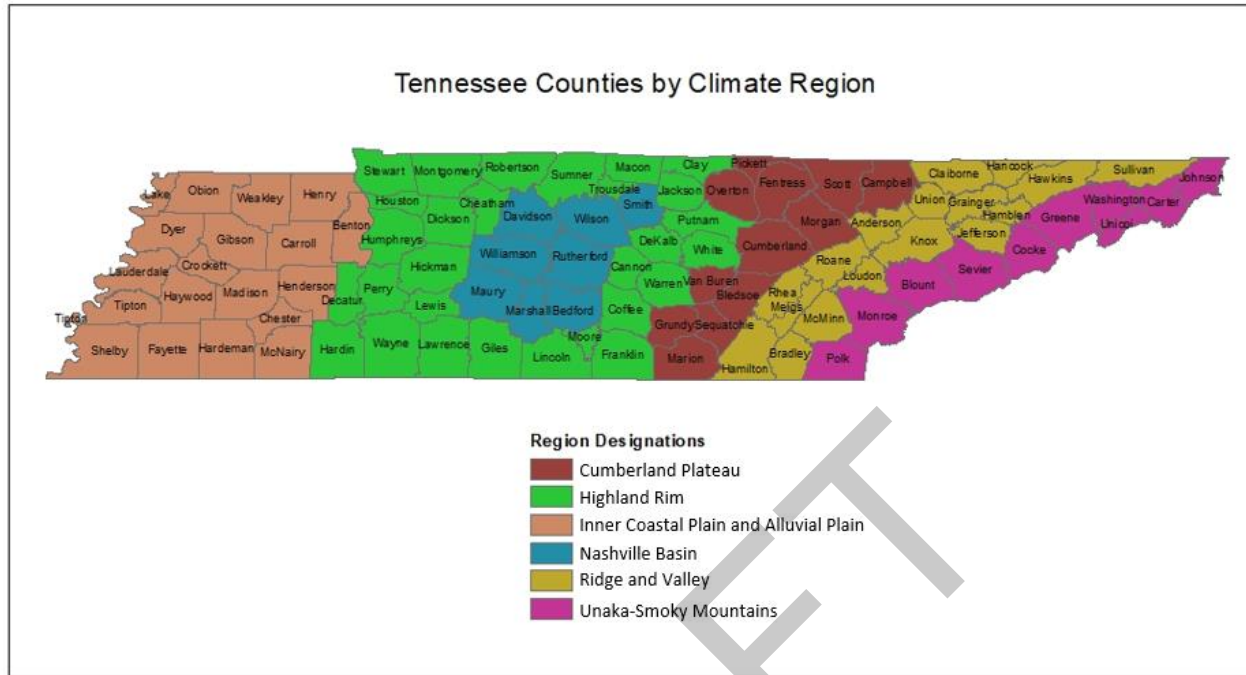 Tennessee Counties by Climate Region
Stewart Montgomery Robertson Sumner Macon Clay Pickett
Lake Obion Weakley Henry Houston Cheatham Trousdale Smith Jackson Overton Fentress Scott Campbell Claiborne Hancock Hawkins Sullivan Johnson
Dyer Gibson Carroll Benton Humphreys Dickson Davidson Wilson Putnam Morgan Anderson Union Grainger Hamblen Greene Washington Carter
Crockett Hickman Williamson Rutherford DeKalb White Cumberland Roane Knox Jefferson Cocke Unicoi
Lauderdale Haywood Madison Henderson Decatur Perry Lewis Maury Cannon Warren Van Buren Bledsoe Rhea Loudon Blount Sevier
Tipton Tipton Chester Marshall Bedford Coffee Grundy Sequatchie Meigs McMinn Monroe
Shelby Fayette Hardeman McNairy Hardin Wayne Lawrence Giles Lincoln Moore Franklin Marion Hamilton Bradley Polk
Region Designations
Cumberland Plateau
Highland Rim
Inner Coastal Plain and Alluvial Plain
Nashville Basin
Ridge and Valley
Unaka-Smoky Mountains
ET